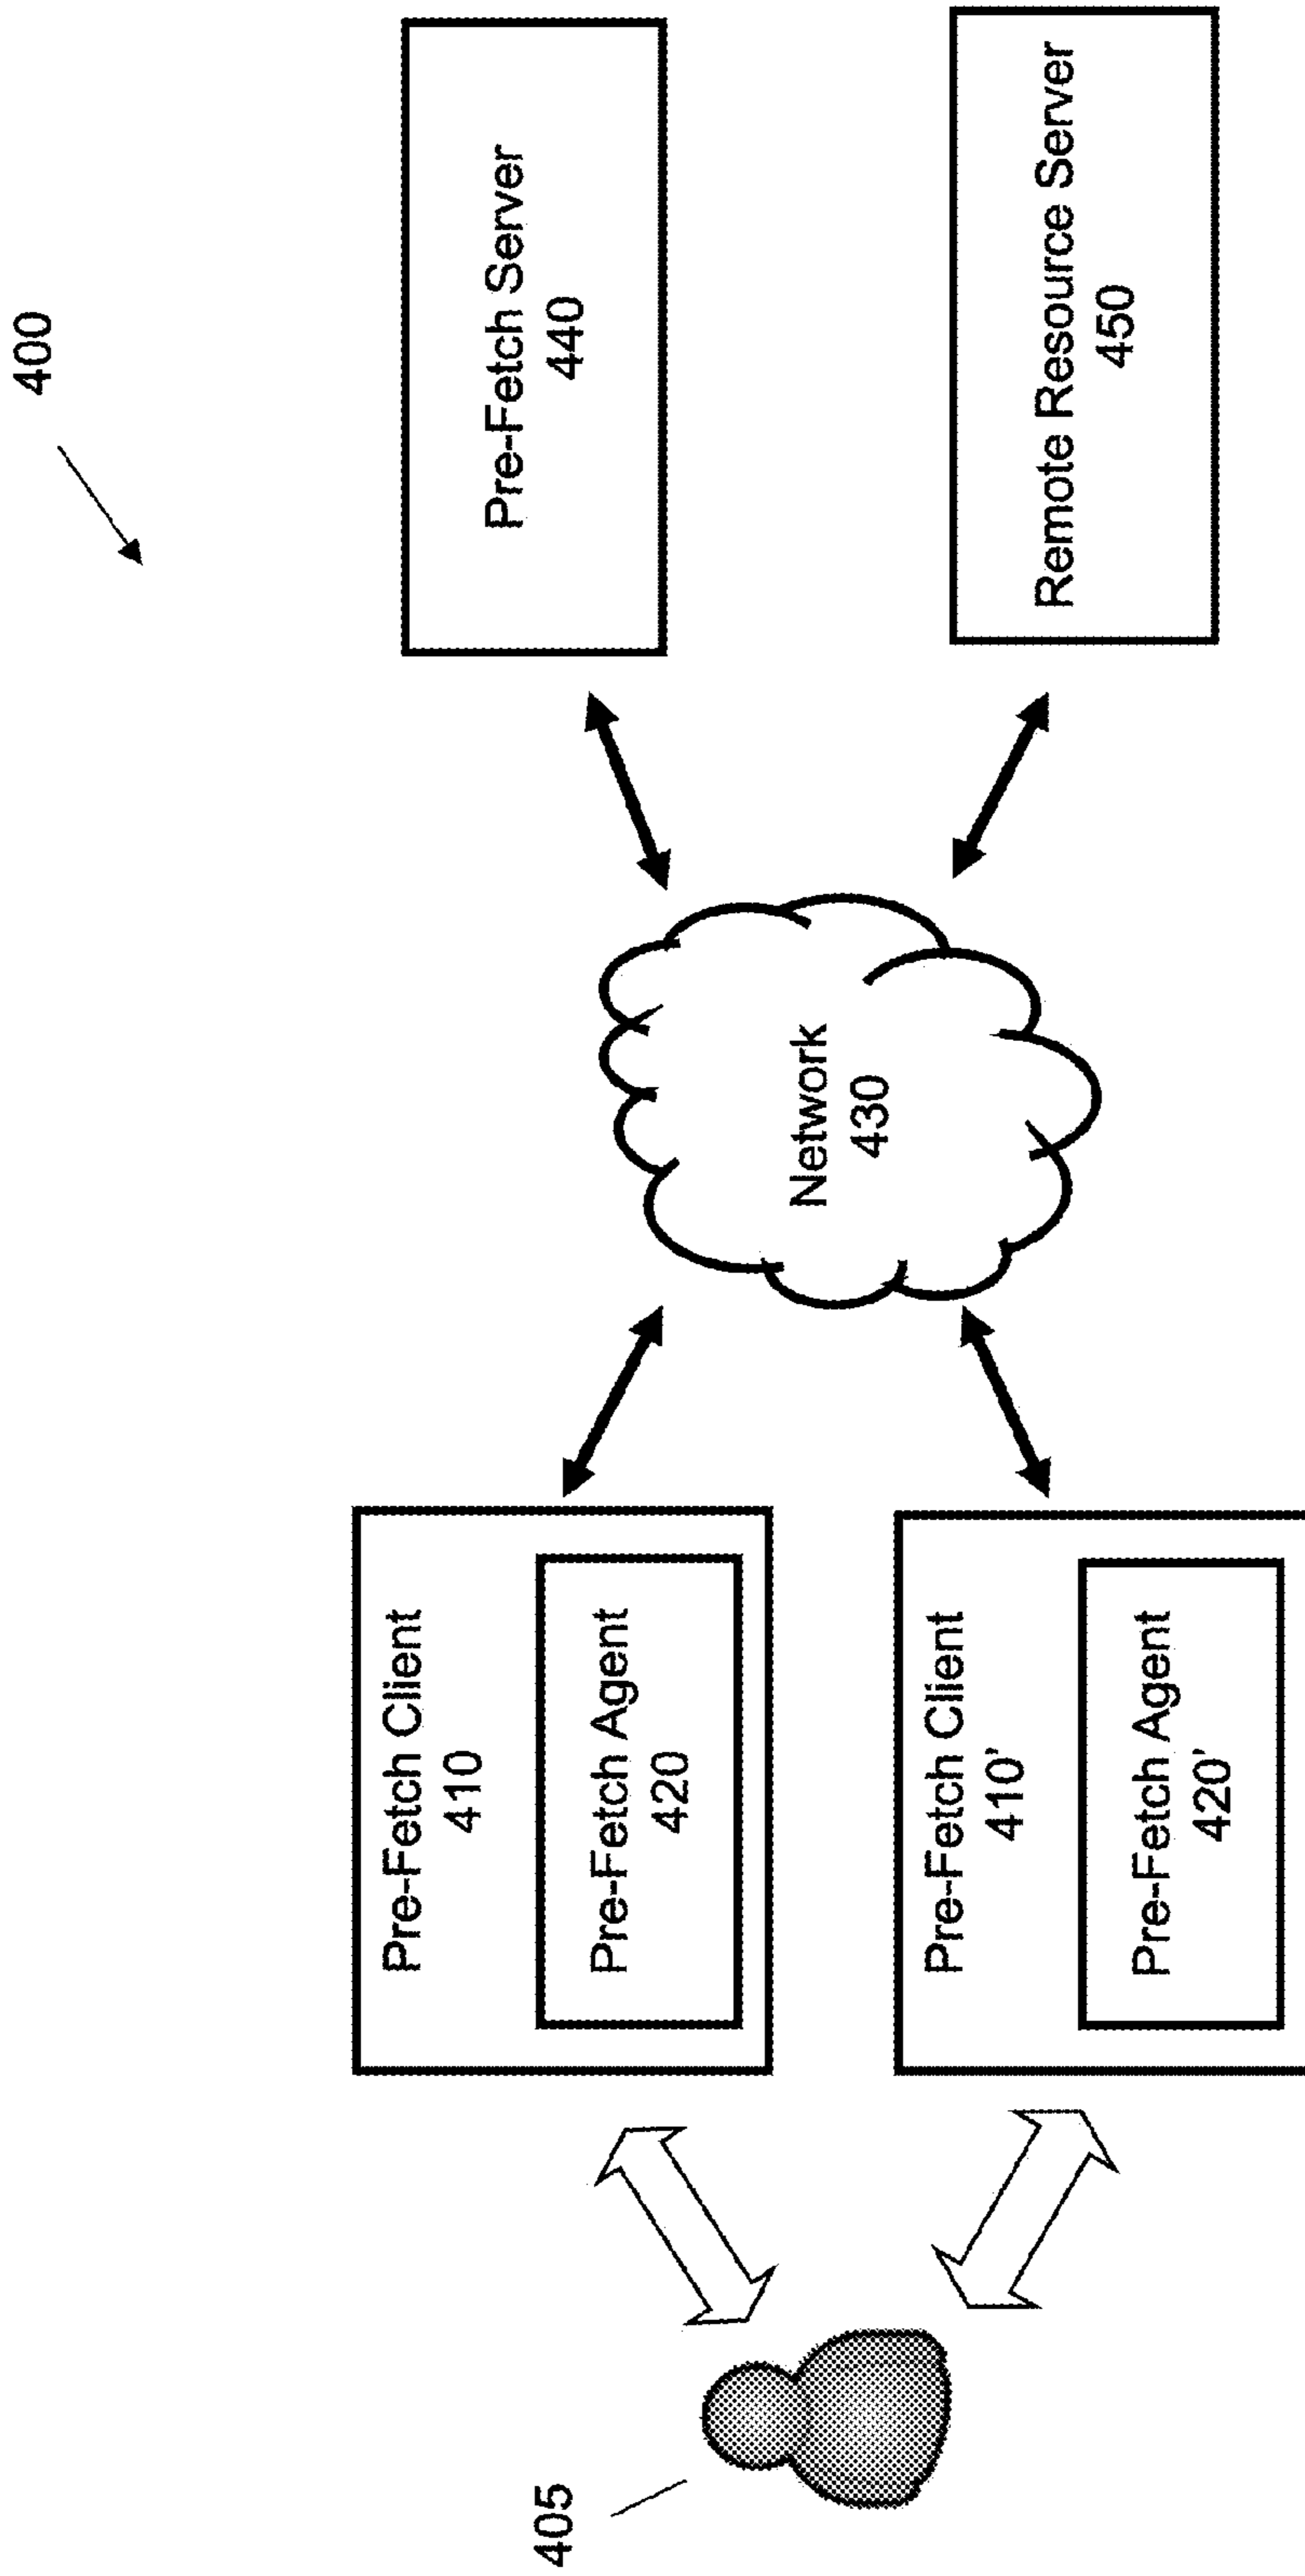 400
Pre-Fetch Client
410
Pre-Fetch Agent
420
Pre-Fetch Client
410'
Pre-Fetch Agent
420'
405
Network
430
Pre-Fetch Server
440
Remote Resource Server
450